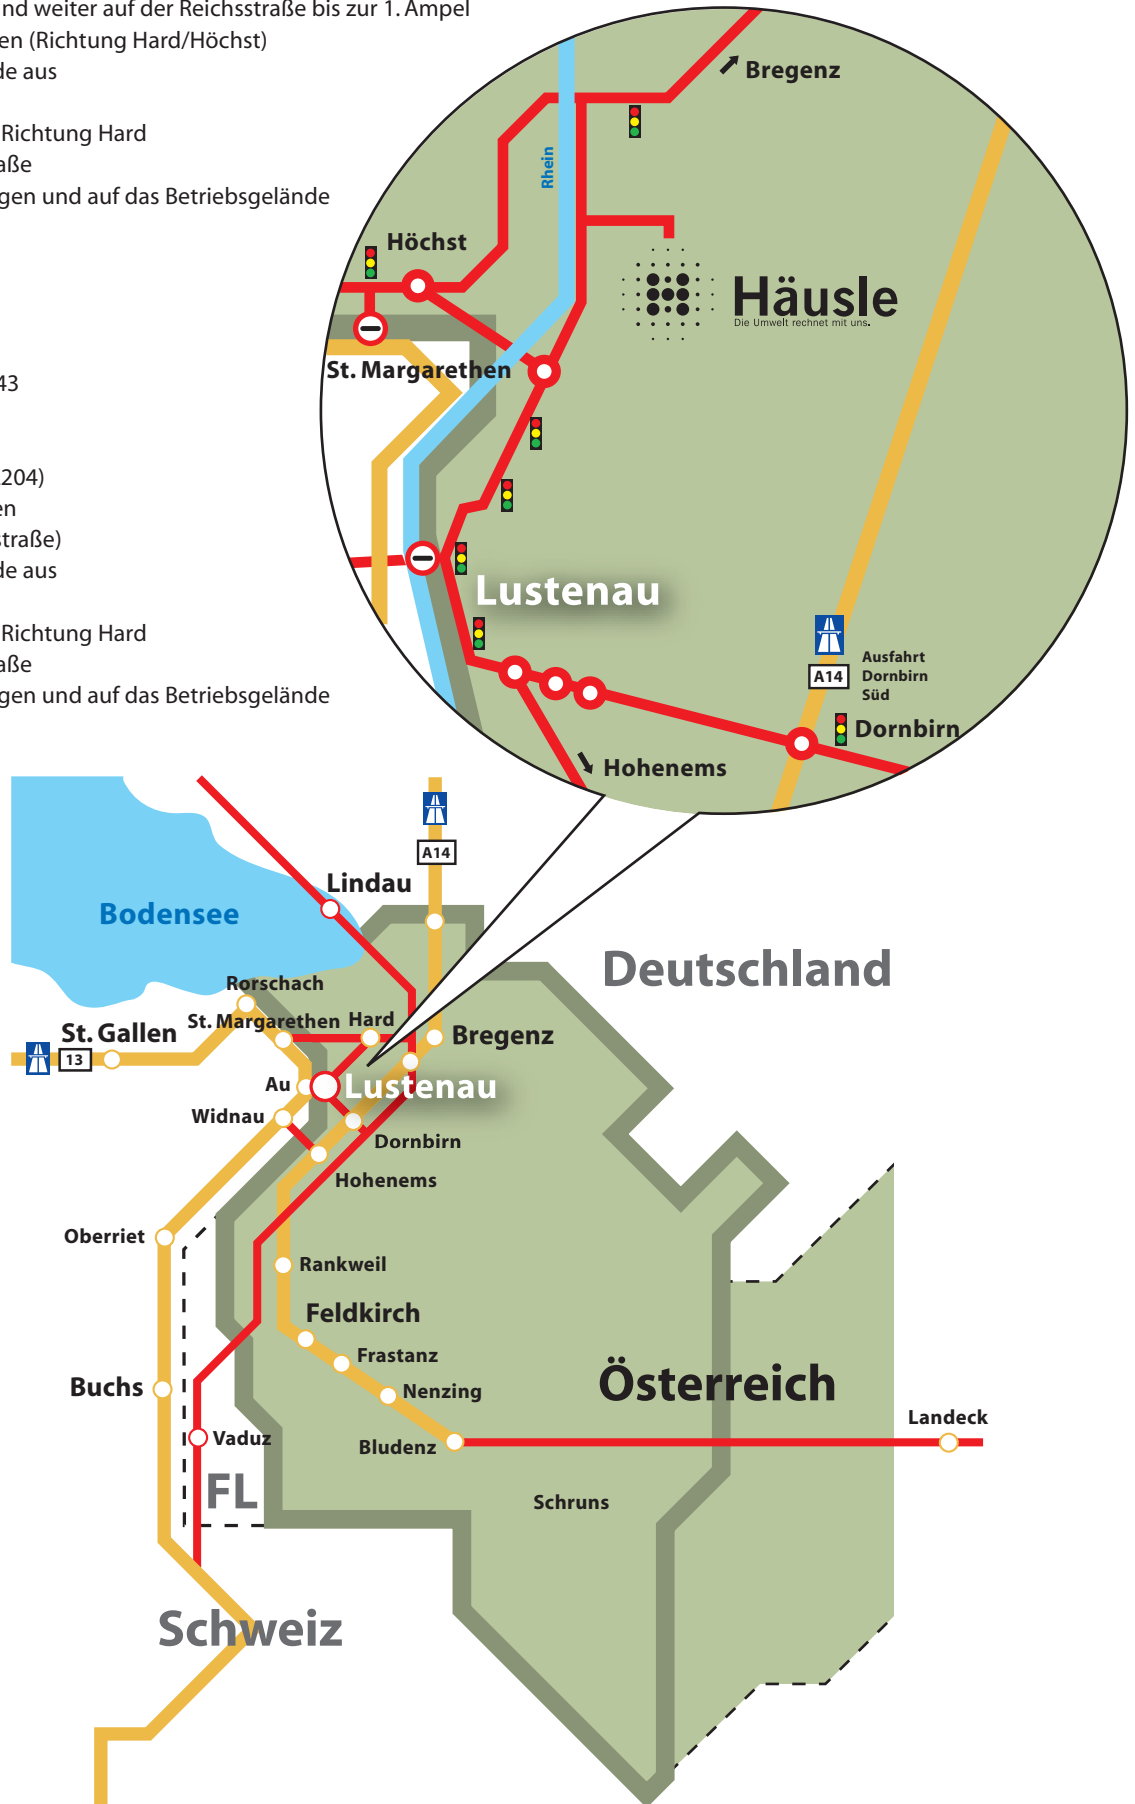 nd weiter auf der Reichsstraße bis zur 1. Ampel
en (Richtung Hard/Höchst)
de aus
Richtung Hard
aße
gen und auf das Betriebsgelände
43
204)
en
straße)
de aus
Richtung Hard
aße
gen und auf das Betriebsgelände
Bregenz
Rhein
Höchst
Häusle
Die Umwelt rechnet mit uns.
St. Margarethen
Lustenau
A14
Ausfahrt
Dornbirn
Süd
Dornbirn
Hohenems
A14
Lindau
Bodensee
Deutschland
Rorschach
St. Margarethen
Hard
St. Gallen
13
Bregenz
Au
Lustenau
Widnau
Dornbirn
Hohenems
Oberriet
Rankweil
Feldkirch
Frastanz
Buchs
Nenzing
Österreich
Landeck
Vaduz
Bludenz
FL
Schruns
Schweiz